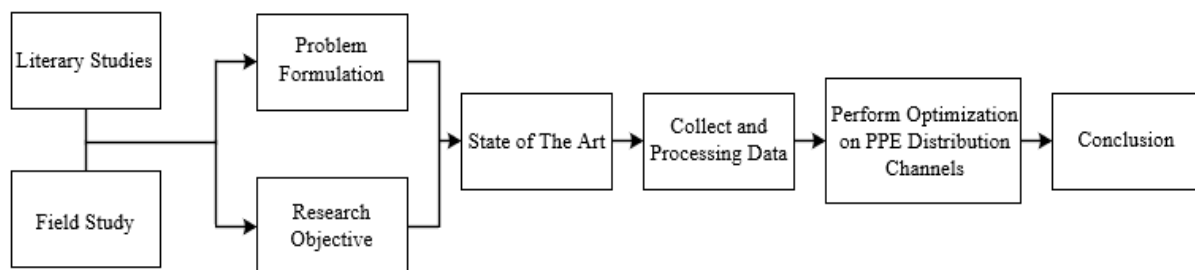 Literary Studies
Field Study
Problem
Formulation
Research
Objective
State of The Art
Collect and
Processing Data
Perform Optimization
on PPE Distribution
Channels
Conclusion